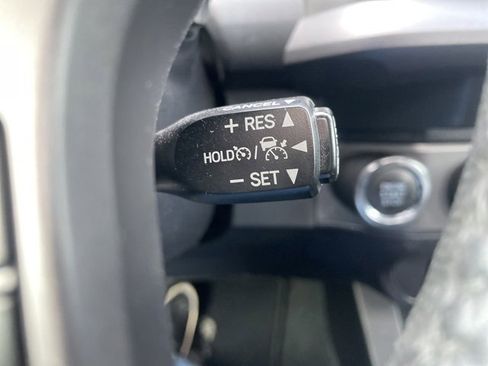 CANCEL ▼
+ RES ▲
HOLD / ◀
− SET ▼